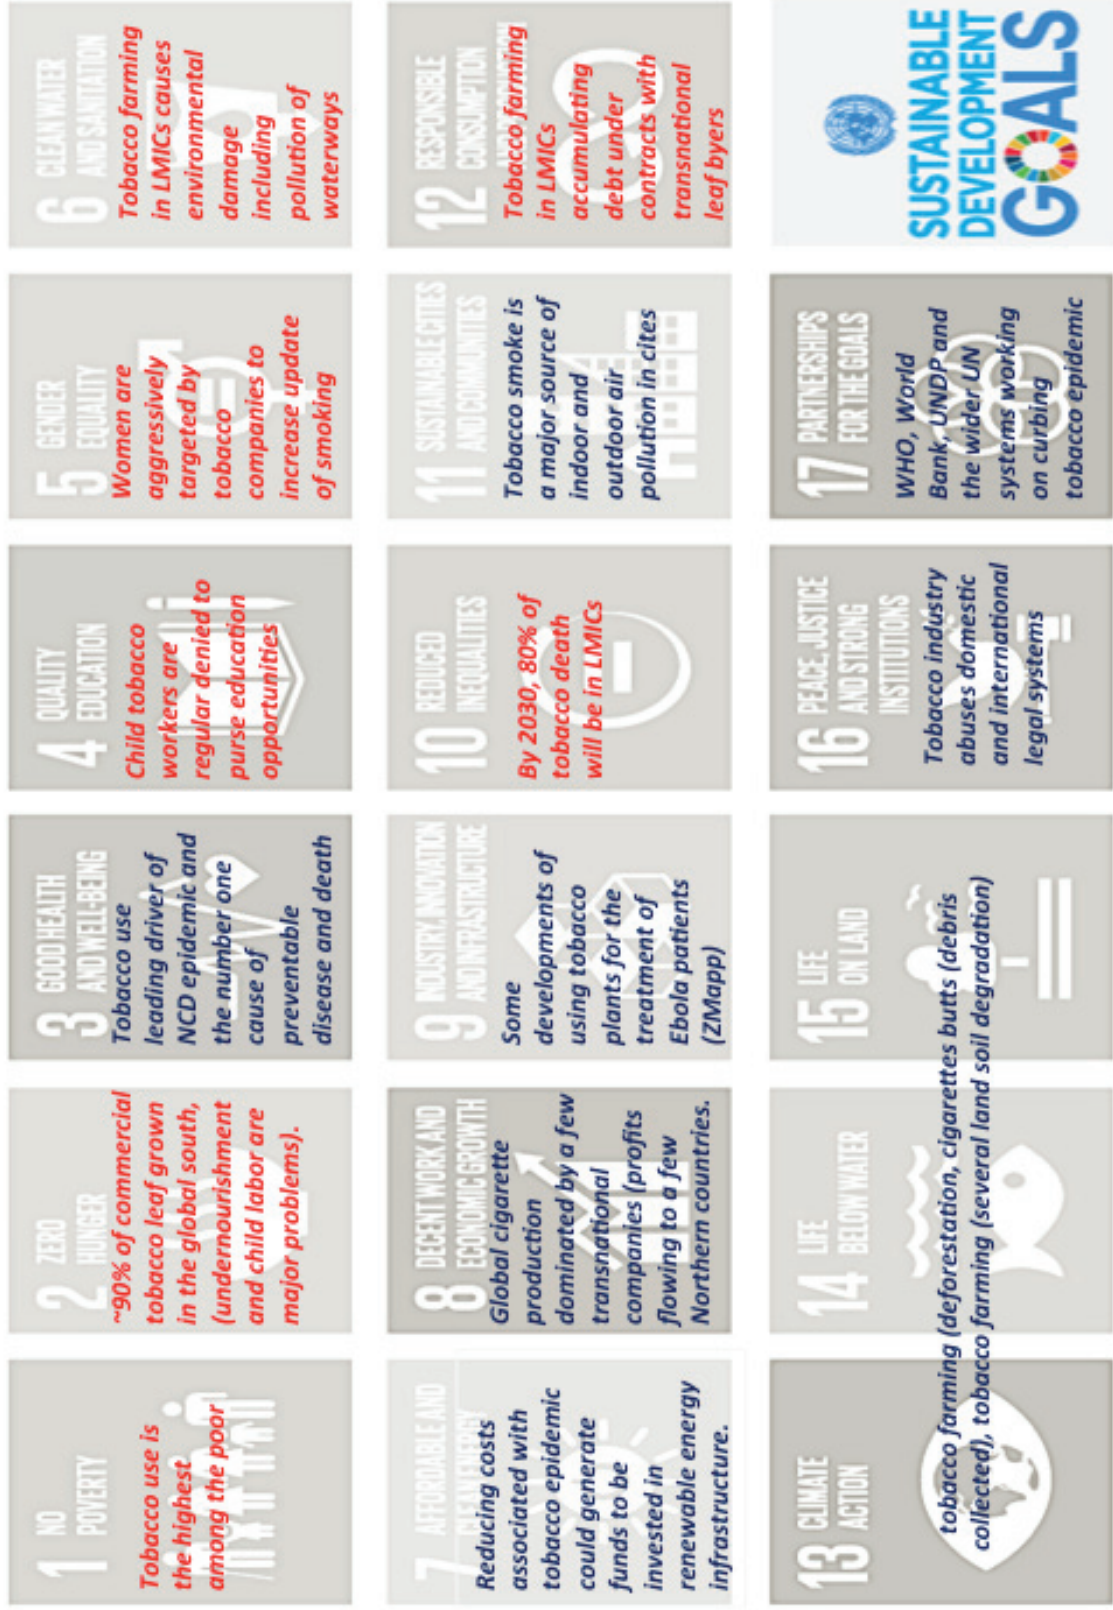 1 NO
POVERTY
Tobacco use is
the highest
among the poor
2 ZERO
HUNGER
~90% of commercial
tobacco leaf grown
in the global south,
(undernourishment
and child labor are
major problems).
3 GOOD HEALTH
AND WELL-BEING
Tobacco use
leading driver of
NCD epidemic and
the number one
cause of
preventable
disease and death
4 QUALITY
EDUCATION
Child tobacco
workers are
regular denied to
purse education
opportunities
5 GENDER
EQUALITY
Women are
aggressively
targeted by
tobacco
companies to
increase update
of smoking
6 CLEAN WATER
AND SANITATION
Tobacco farming
in LMICs causes
environmental
damage
including
pollution of
waterways
7 AFFORDABLE AND
CLEAN ENERGY
Reducing costs
associated with
tobacco epidemic
could generate
funds to be
invested in
renewable energy
infrastructure.
8 DECENT WORK AND
ECONOMIC GROWTH
Global cigarette
production
dominated by a few
transnational
companies (profits
flowing to a few
Northern countries.
9 INDUSTRY, INNOVATION
AND INFRASTRUCTURE
Some
developments of
using tobacco
plants for the
treatment of
Ebola patients
(ZMapp)
10 REDUCED
INEQUALITIES
By 2030, 80% of
tobacco death
will be in LMICs
11 SUSTAINABLE CITIES
AND COMMUNITIES
Tobacco smoke is
a major source of
indoor and
outdoor air
pollution in cites
12 RESPONSIBLE
CONSUMPTION
AND PRODUCTION
Tobacco farming
in LMICs
accumulating
debt under
contracts with
transnational
leaf byers
13 CLIMATE
ACTION
14 LIFE
BELOW WATER
15 LIFE
ON LAND
tobacco farming (deforestation, cigarettes butts (debris
collected), tobacco farming (several land soil degradation)
16 PEACE, JUSTICE
AND STRONG
INSTITUTIONS
Tobacco industry
abuses domestic
and international
legal systems
17 PARTNERSHIPS
FOR THE GOALS
WHO, World
Bank, UNDP and
the wider UN
systems working
on curbing
tobacco epidemic
SUSTAINABLE
DEVELOPMENT
GOALS